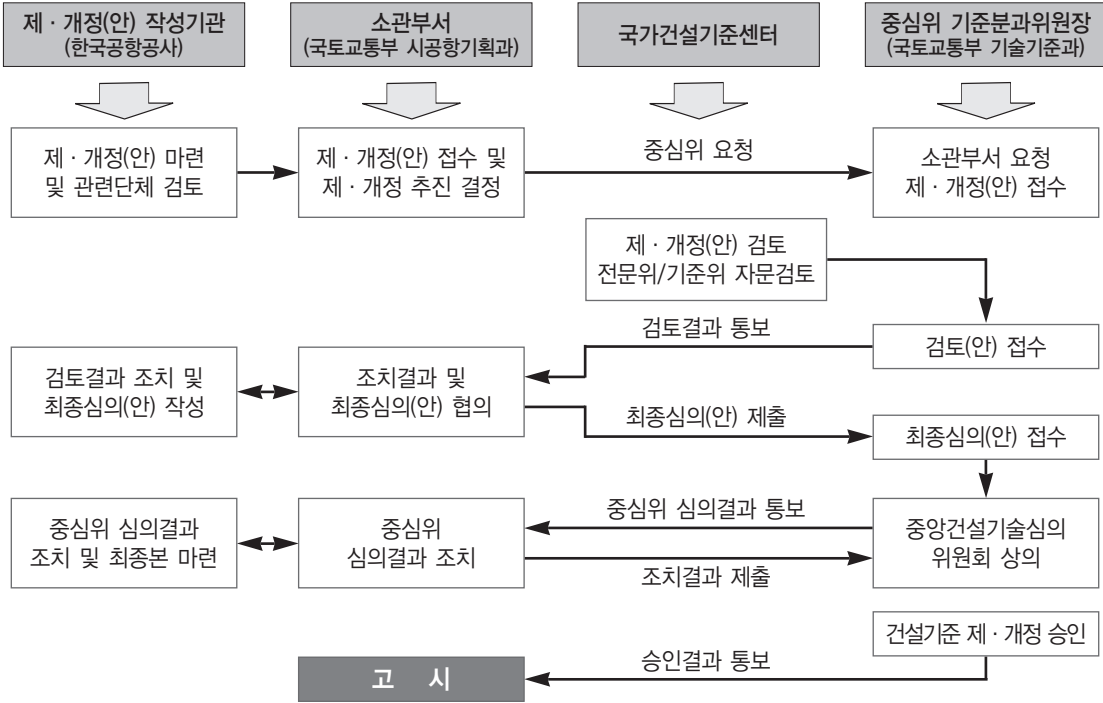 제·개정(안) 작성기관
(한국공항공사)
소관부서
(국토교통부 시공항기획과)
국가건설기준센터
중심위 기준분과위원장
(국토교통부 기술기준과)
제·개정(안) 마련
및 관련단체 검토
제·개정(안) 접수 및
제·개정 추진 결정
중심위 요청
소관부서 요청
제·개정(안) 접수
제·개정(안) 검토
전문위/기준위 자문검토
검토결과 통보
검토(안) 접수
검토결과 조치 및
최종심의(안) 작성
조치결과 및
최종심의(안) 협의
최종심의(안) 제출
최종심의(안) 접수
중심위 심의결과
조치 및 최종본 마련
중심위
심의결과 조치
중심위 심의결과 통보
조치결과 제출
중앙건설기술심의
위원회 상의
건설기준 제·개정 승인
승인결과 통보
고 시